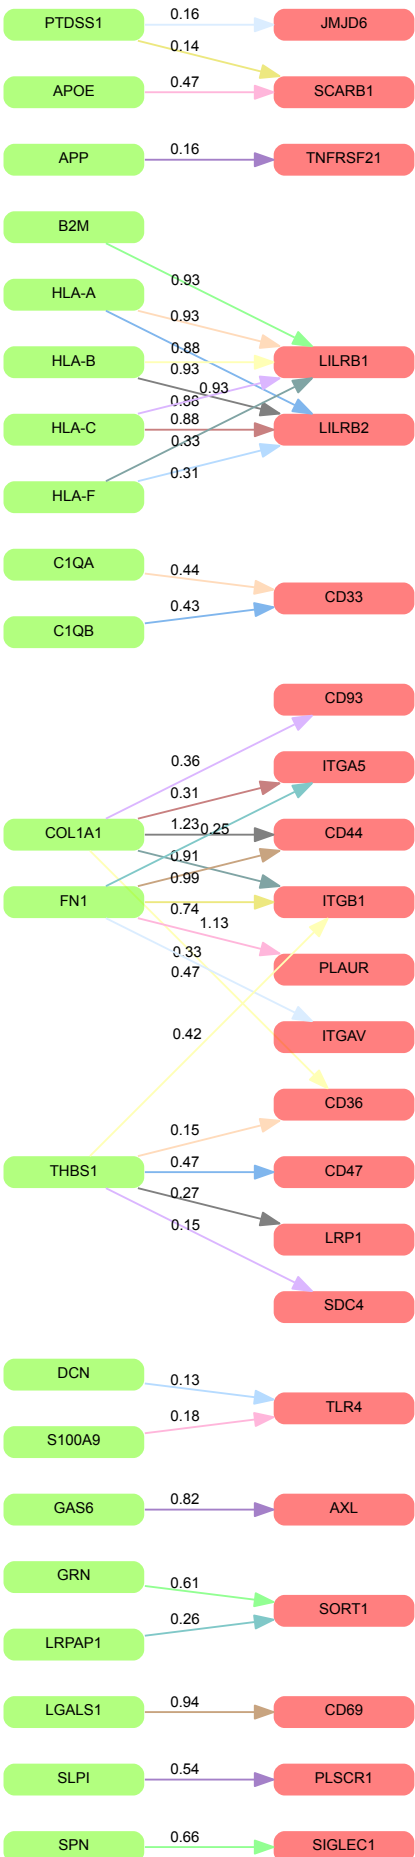 PTDSS1 0.16 JMJD6
0.14
APOE 0.47 SCARB1
APP 0.16 TNFRSF21
B2M
0.93
HLA-A
0.93
0.88
HLA-B LILRB1
0.93
0.93
0.88
HLA-C 0.88 LILRB2
0.33
0.31
HLA-F
C1QA 0.44
CD33
C1QB 0.43
CD93
0.36
ITGA5
0.31
COL1A1 1.23 0.25 CD44
0.91
0.99
FN1 0.74 ITGB1
1.13
0.33
PLAUR
0.47
0.42
ITGAV
CD36
0.15
THBS1 0.47 CD47
0.27
LRP1
0.15
SDC4
DCN 0.13
TLR4
S100A9 0.18
GAS6 0.82 AXL
GRN 0.61
SORT1
LRPAP1 0.26
LGALS1 0.94 CD69
SLPI 0.54 PLSCR1
SPN 0.66 SIGLEC1